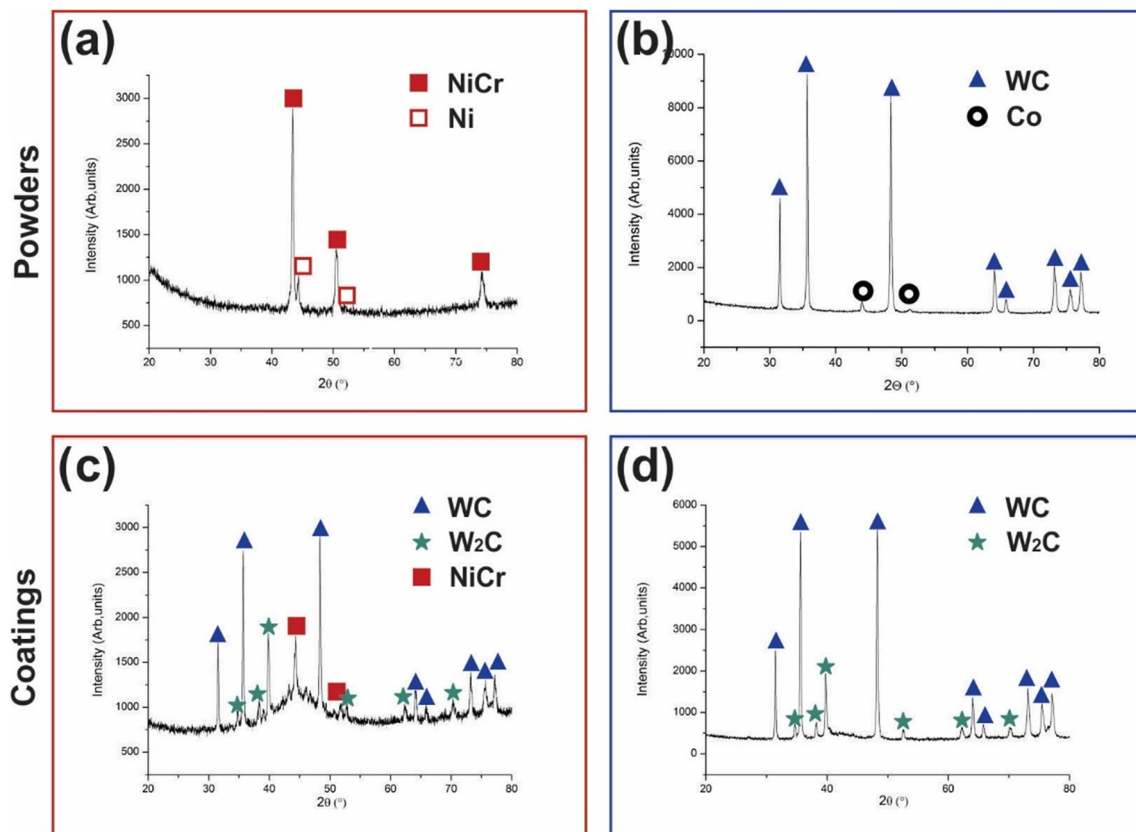 Powders
(a)
NiCr
Ni
Intensity (Arb,units)
3000
2500
2000
1500
1000
500
20 30 40 50 60 70 80
2θ (°)
(b)
WC
Co
Intensity (Arb,units)
10000
8000
6000
4000
2000
0
20 30 40 50 60 70 80
2Θ (°)
Coatings
(c)
WC
W₂C
NiCr
Intensity (Arb,units)
3000
2500
2000
1500
1000
500
20 30 40 50 60 70 80
2θ (°)
(d)
WC
W₂C
Intensity (Arb,units)
6000
5000
4000
3000
2000
1000
0
20 40 60 80
2θ (°)